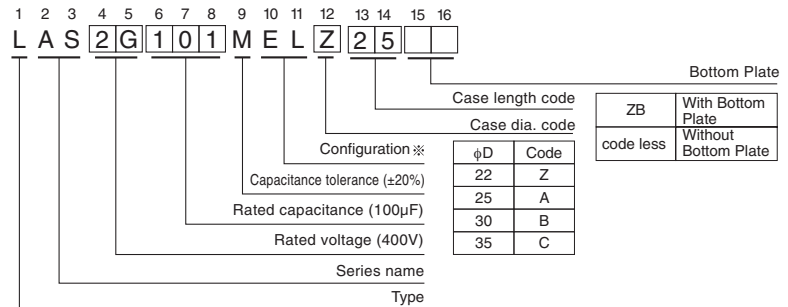 1 2 3 4 5 6 7 8 9 10 11 12 13 14 15 16
L A S 2 G 1 0 1 M E L Z 2 5
Bottom Plate
ZB With Bottom Plate
code less Without Bottom Plate
Case length code
Case dia. code
φD Code
22 Z
25 A
30 B
35 C
Configuration ※
Capacitance tolerance (±20%)
Rated capacitance (100µF)
Rated voltage (400V)
Series name
Type